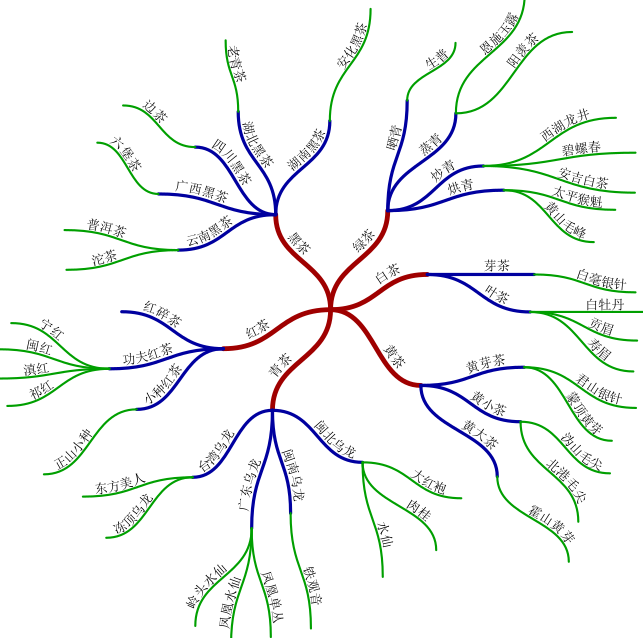 绿茶
晒青
生普
蒸青
恩施玉露
阳羡茶
炒青
西湖龙井
碧螺春
安吉白茶
烘青
太平猴魁
黄山毛峰
白茶
芽茶
白毫银针
叶茶
白牡丹
贡眉
寿眉
黄茶
黄芽茶
君山银针
蒙顶黄芽
黄小茶
沩山毛尖
北港毛尖
黄大茶
霍山黄芽
青茶
闽北乌龙
大红袍
肉桂
水仙
闽南乌龙
铁观音
广东乌龙
凤凰单丛
凤凰水仙
岭头水仙
台湾乌龙
冻顶乌龙
东方美人
红茶
小种红茶
正山小种
功夫红茶
祁红
滇红
闽红
宁红
红碎茶
黑茶
云南黑茶
沱茶
普洱茶
广西黑茶
六堡茶
四川黑茶
边茶
湖北黑茶
老青茶
湖南黑茶
安化黑茶